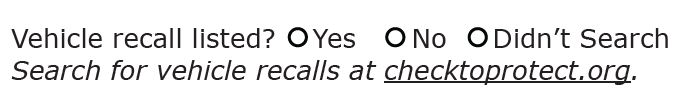 Vehicle recall listed? O Yes O No O Didn’t Search
Search for vehicle recalls at checktoprotect.org.